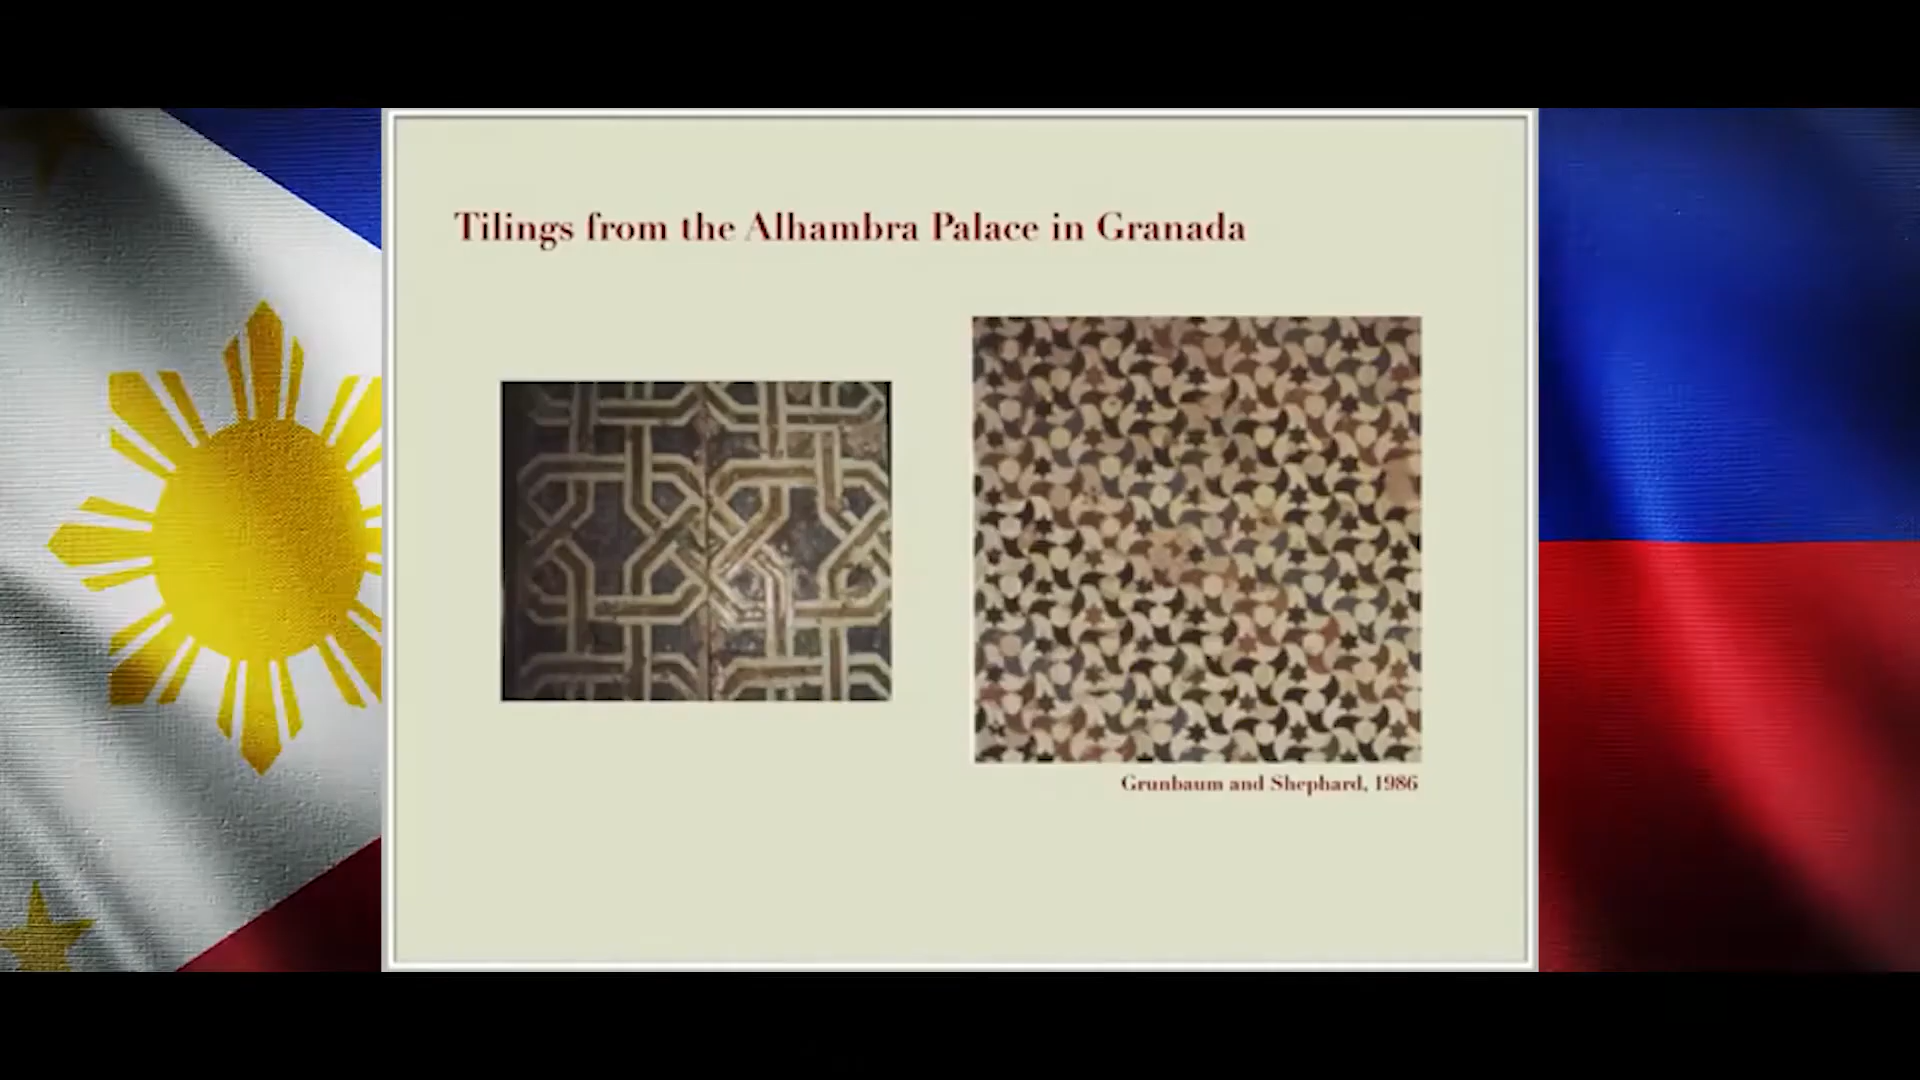 Tilings from the Alhambra Palace in Granada
Grunbaum and Shephard, 1986